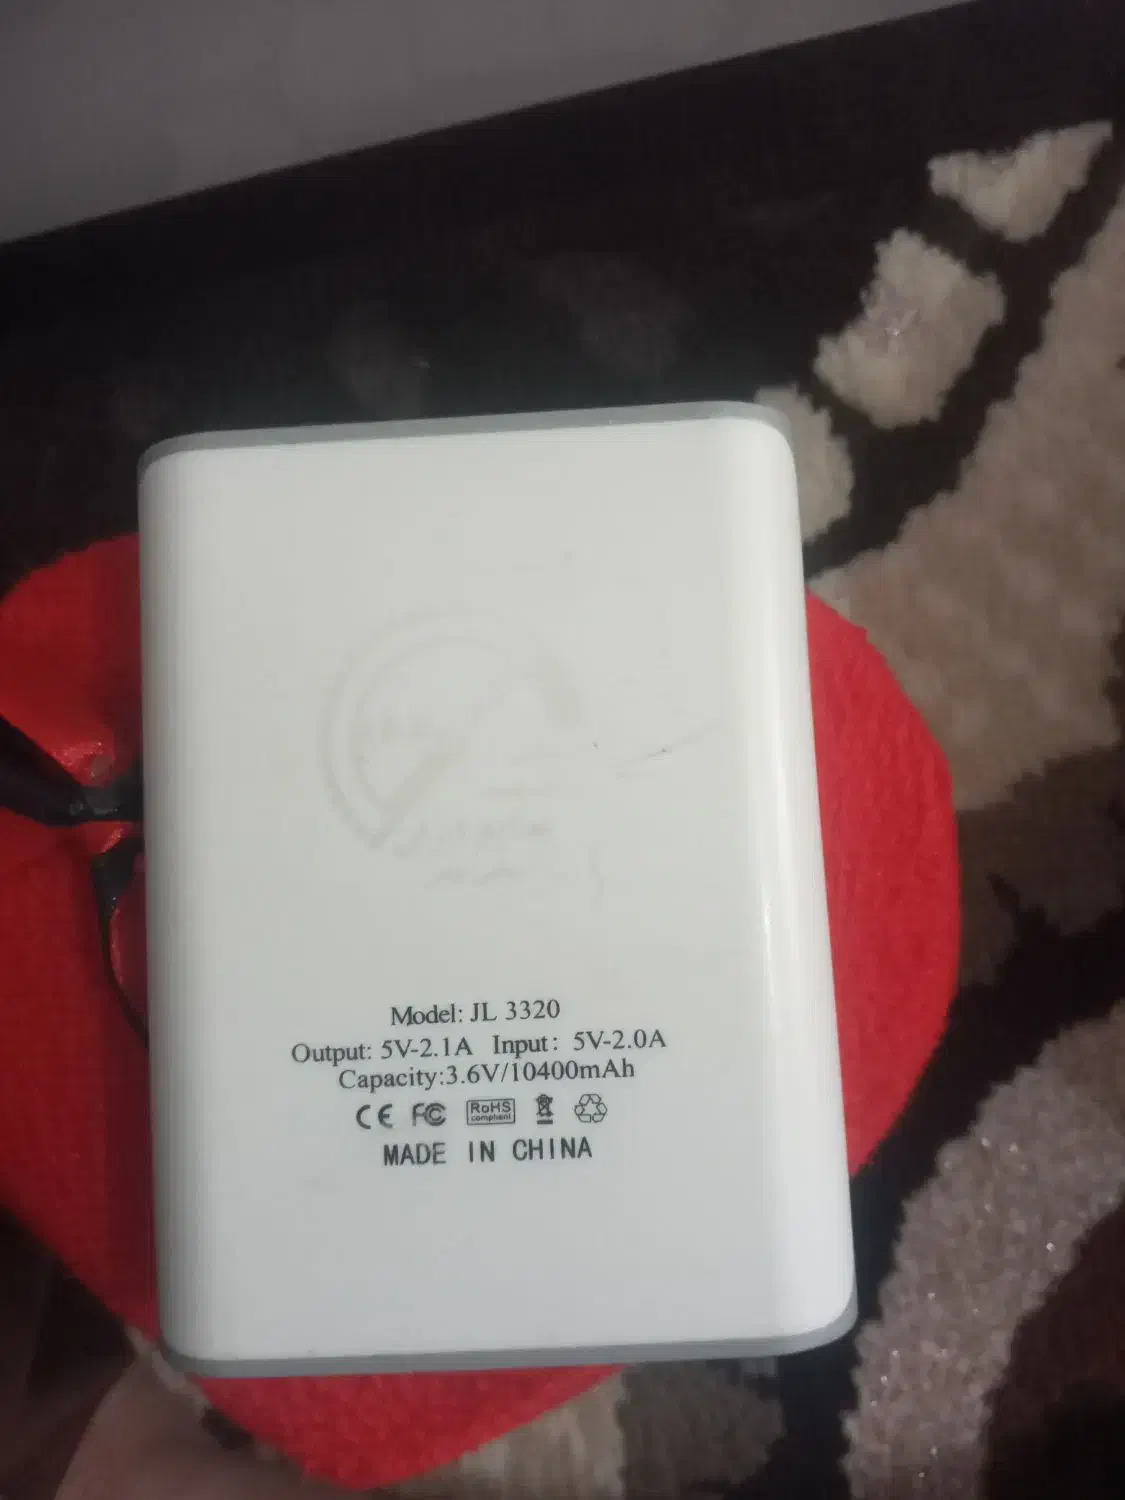 Model: JL 3320
Output: 5V-2.1A Input: 5V-2.0A
Capacity:3.6V/10400mAh
CE FC RoHS compliant
MADE IN CHINA